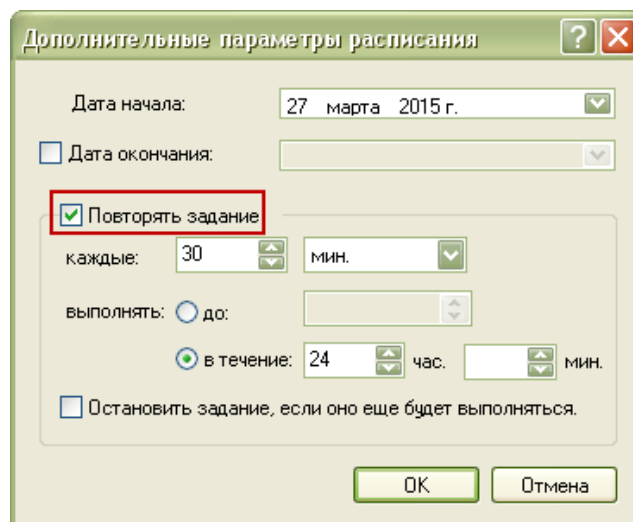 Дополнительные параметры расписания
Дата начала: 27 марта 2015 г.
Дата окончания:
Повторять задание
каждые: 30 мин.
выполнять: до:
в течение: 24 час. мин.
Остановить задание, если оно еще будет выполняться.
OK Отмена